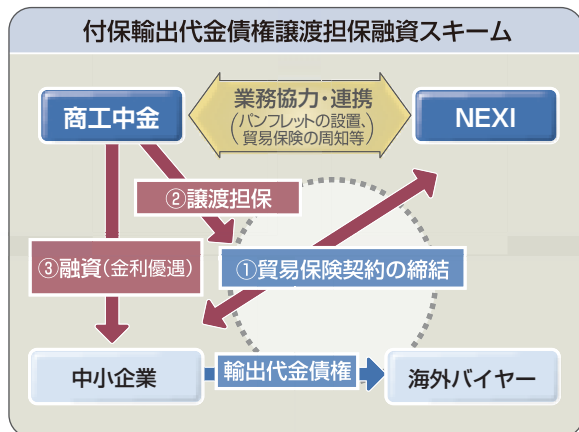 付保輸出代金債権譲渡担保融資スキーム
商工中金
業務協力・連携
(パンフレットの設置、
貿易保険の周知等)
NEXI
②譲渡担保
③融資(金利優遇)
①貿易保険契約の締結
中小企業
輸出代金債権
海外バイヤー